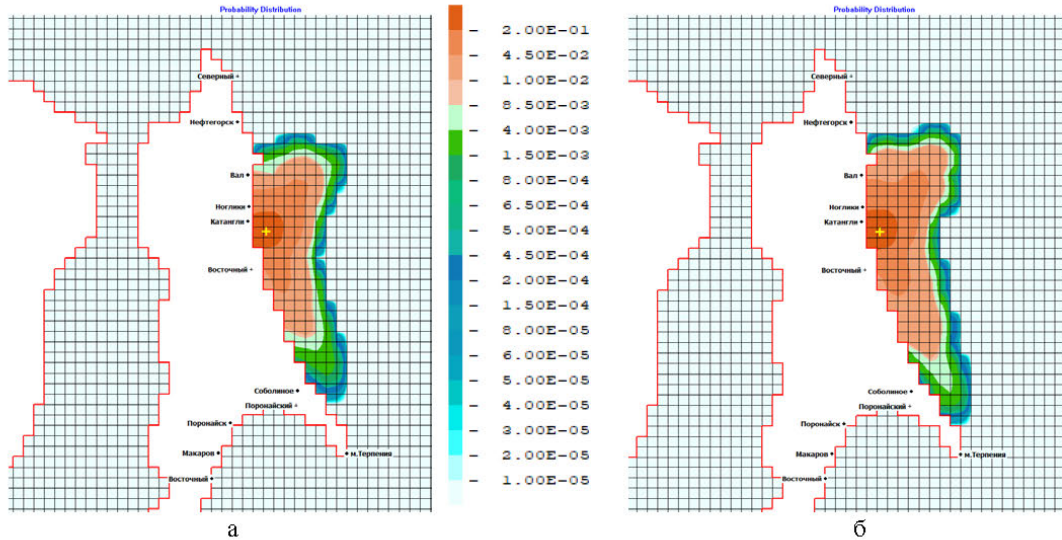 Probability Distribution
Северный
Нефтегорск
Вал
Ноглики
Катангли
Восточный
Соболиное
Поронайский
Поронайск
Макаров
м.Терпения
Восточный
а
2.00E-01
4.50E-02
1.00E-02
8.50E-03
4.00E-03
1.50E-03
8.00E-04
6.50E-04
5.00E-04
4.50E-04
2.00E-04
1.50E-04
8.00E-05
6.00E-05
5.00E-05
4.00E-05
3.00E-05
2.00E-05
1.00E-05
Probability Distribution
Северный
Нефтегорск
Вал
Ноглики
Катангли
Восточный
Соболиное
Поронайский
Поронайск
Макаров
м.Терпения
Восточный
б